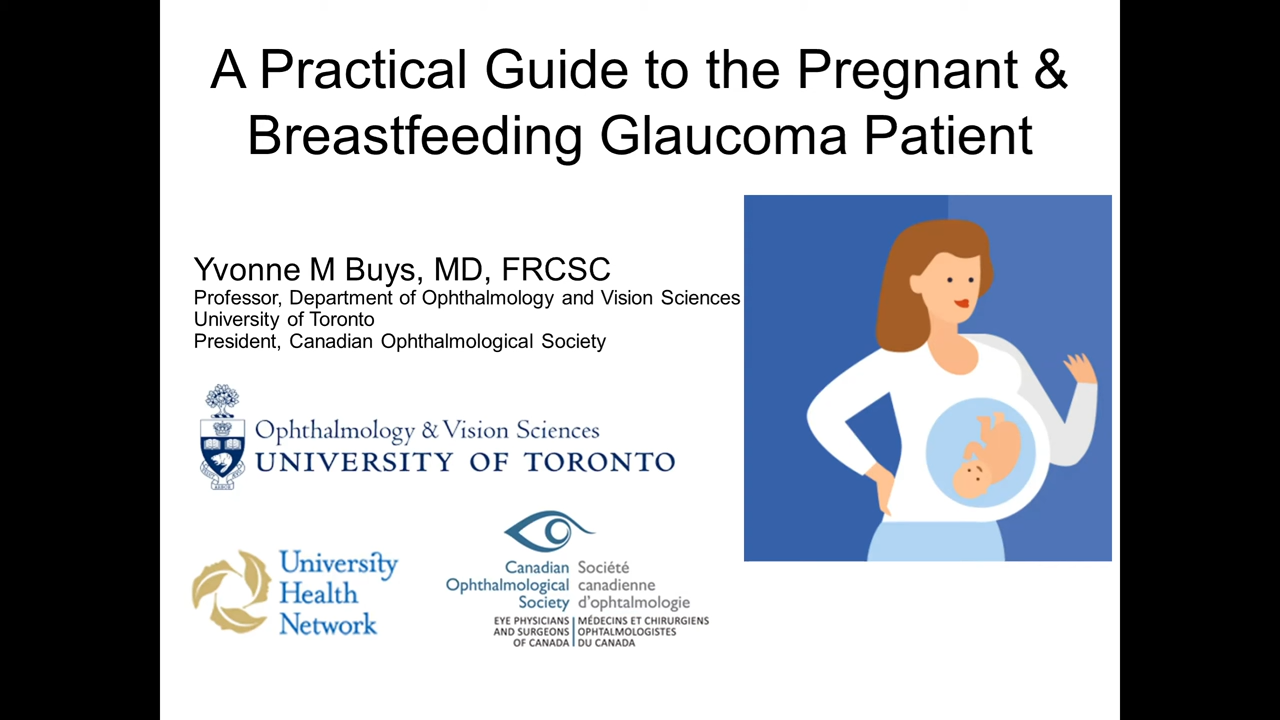 A Practical Guide to the Pregnant &
Breastfeeding Glaucoma Patient
Yvonne M Buys, MD, FRCSC
Professor, Department of Ophthalmology and Vision Sciences
University of Toronto
President, Canadian Ophthalmological Society
Ophthalmology & Vision Sciences
UNIVERSITY OF TORONTO
University
Health
Network
Canadian
Ophthalmological
Society
Société
canadienne
d'ophtalmologie
EYE PHYSICIANS
AND SURGEONS
OF CANADA
MÉDECINS ET CHIRURGIENS
OPHTALMOLOGISTES
DU CANADA